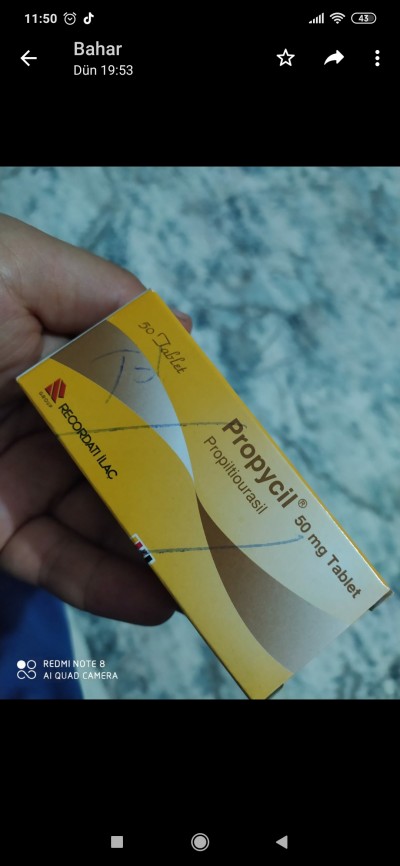 11:50
43
Bahar
Dün 19:53
50 Tablet
RECORDATI İLAÇ
GROUP
Propycil®
50 mg Tablet
Propiltiourasil
REDMI NOTE 8
AI QUAD CAMERA